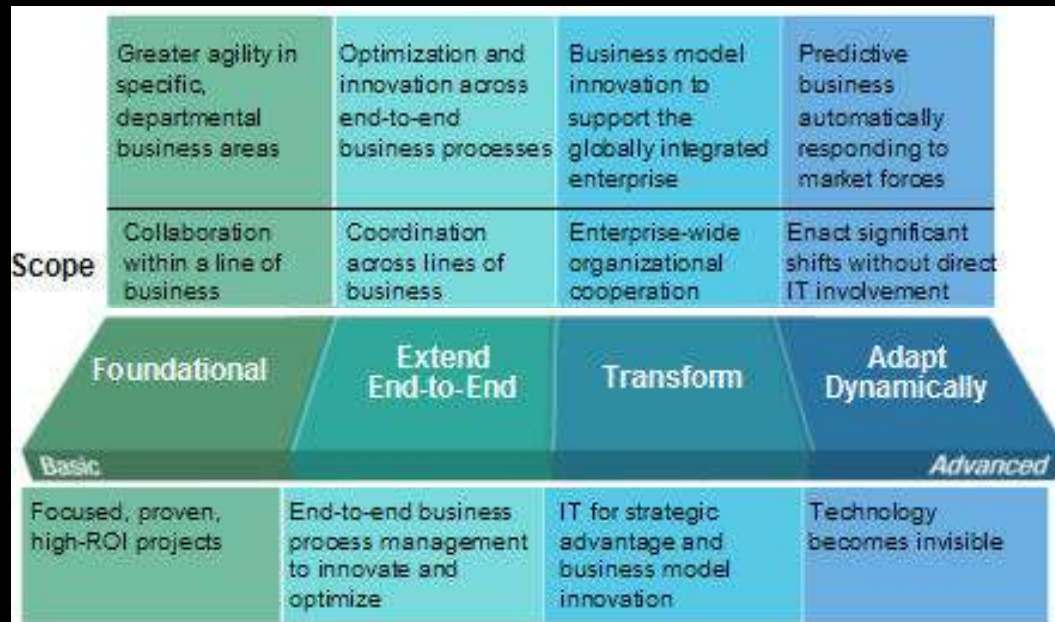 Greater agility in
specific,
departmental
business areas
Optimization and
innovation across
end-to-end
business processes
Business model
innovation to
support the
globally integrated
enterprise
Predictive
business
automatically
responding to
market forces
Scope
Collaboration
within a line of
business
Coordination
across lines of
business
Enterprise-wide
organizational
cooperation
Enact significant
shifts without direct
IT involvement
Foundational
Extend
End-to-End
Transform
Adapt
Dynamically
Basic
Advanced
Focused, proven,
high-ROI projects
End-to-end business
process management
to innovate and
optimize
IT for strategic
advantage and
business model
innovation
Technology
becomes invisible